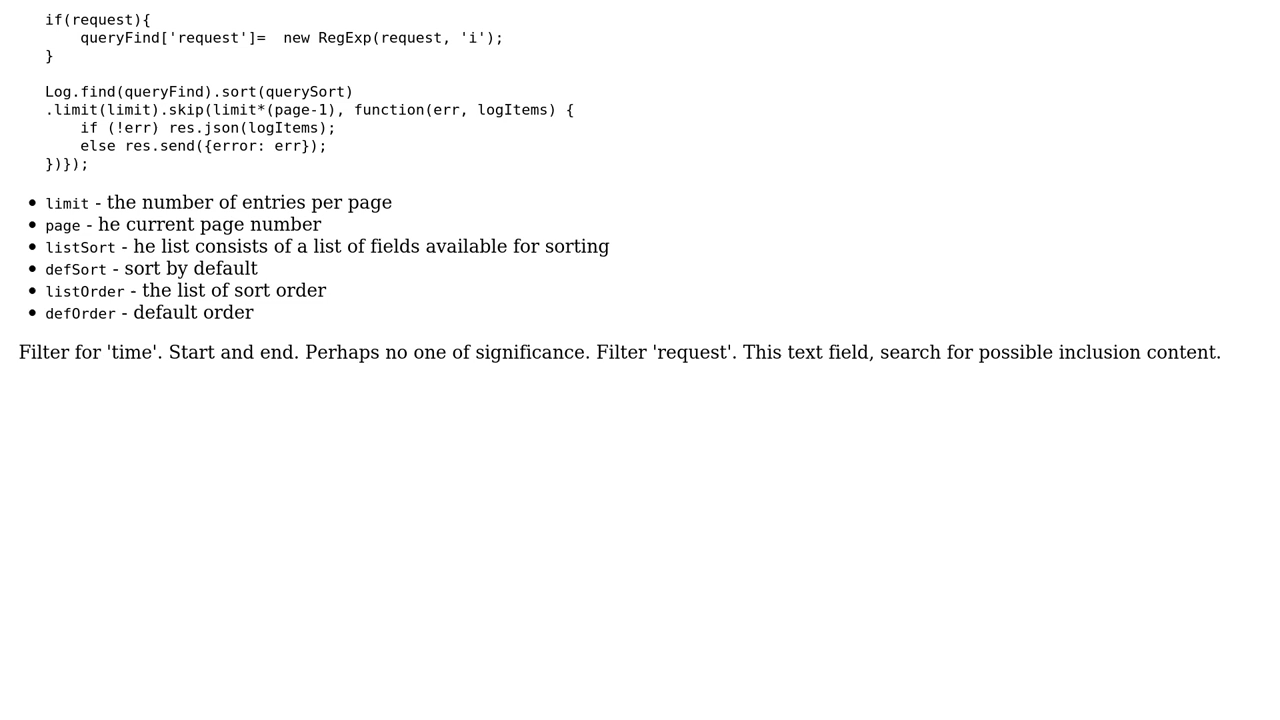 if(request){
    queryFind['request']=  new RegExp(request, 'i');
}

Log.find(queryFind).sort(querySort)
.limit(limit).skip(limit*(page-1), function(err, logItems) {
    if (!err) res.json(logItems);
    else res.send({error: err});
})});
• limit - the number of entries per page
• page - he current page number
• listSort - he list consists of a list of fields available for sorting
• defSort - sort by default
• listOrder - the list of sort order
• defOrder - default order
Filter for 'time'. Start and end. Perhaps no one of significance. Filter 'request'. This text field, search for possible inclusion content.